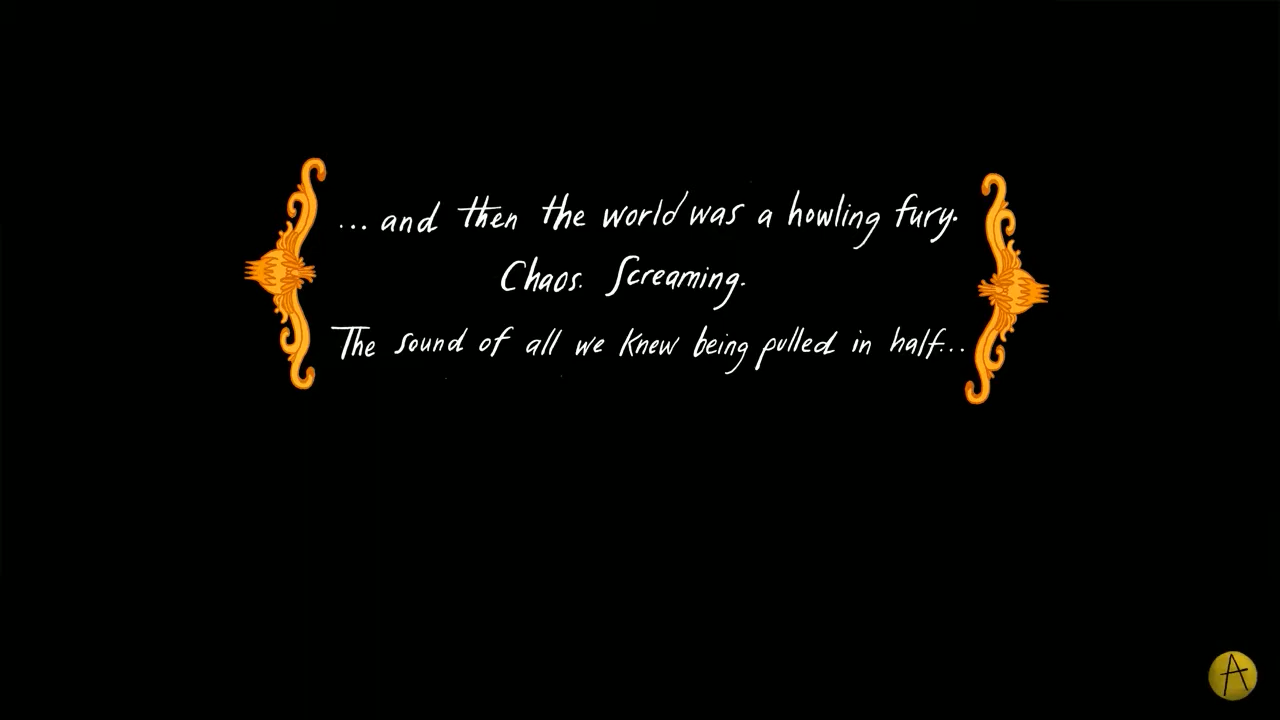 ...and then the world was a howling fury.
Chaos. Screaming.
The sound of all we knew being pulled in half...
A